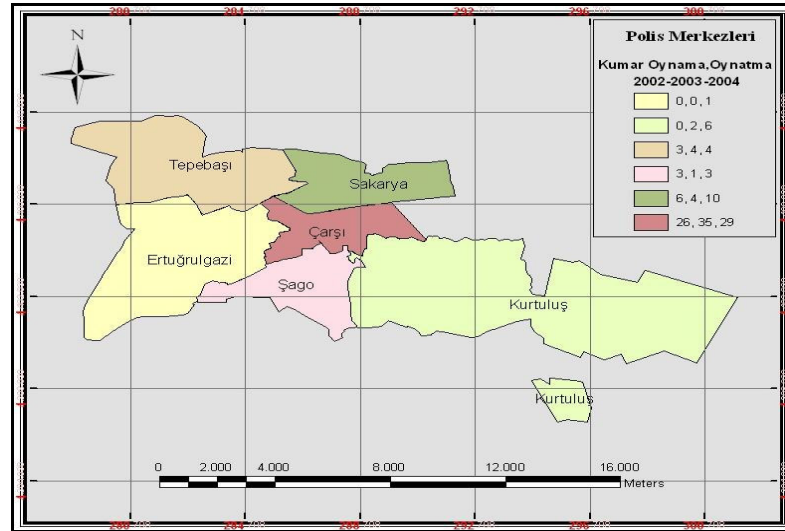 280 284 288 292 296 300
N
Polis Merkezleri
Kumar Oynama,Oynatma
2002-2003-2004
0,0,1
0,2,6
3,4,4
3,1,3
6,4,10
26,35,29
Tepebaşı
Sakarya
Çarşı
Ertuğrulgazi
Şago
Kurtuluş
Kurtuluş
0 2.000 4.000 8.000 12.000 16.000
Meters